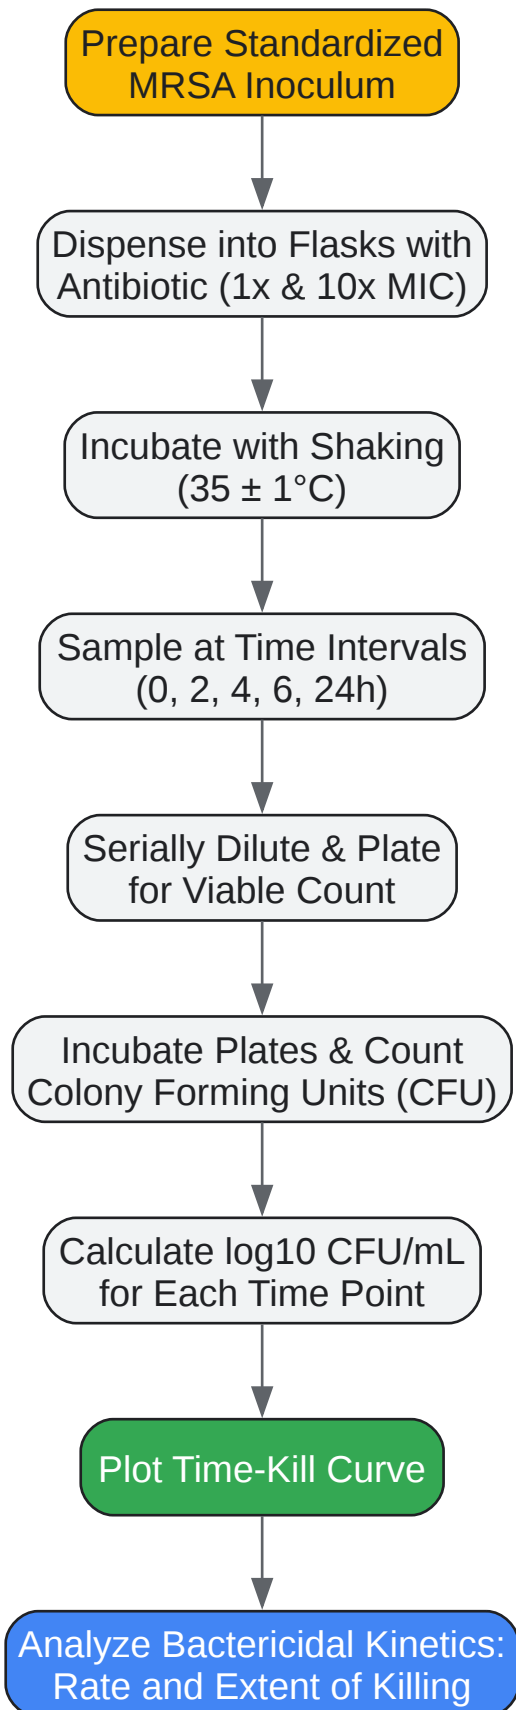 Prepare Standardized
MRSA Inoculum
Dispense into Flasks with
Antibiotic (1x & 10x MIC)
Incubate with Shaking
(35 ± 1°C)
Sample at Time Intervals
(0, 2, 4, 6, 24h)
Serially Dilute & Plate
for Viable Count
Incubate Plates & Count
Colony Forming Units (CFU)
Calculate log10 CFU/mL
for Each Time Point
Plot Time-Kill Curve
Analyze Bactericidal Kinetics:
Rate and Extent of Killing